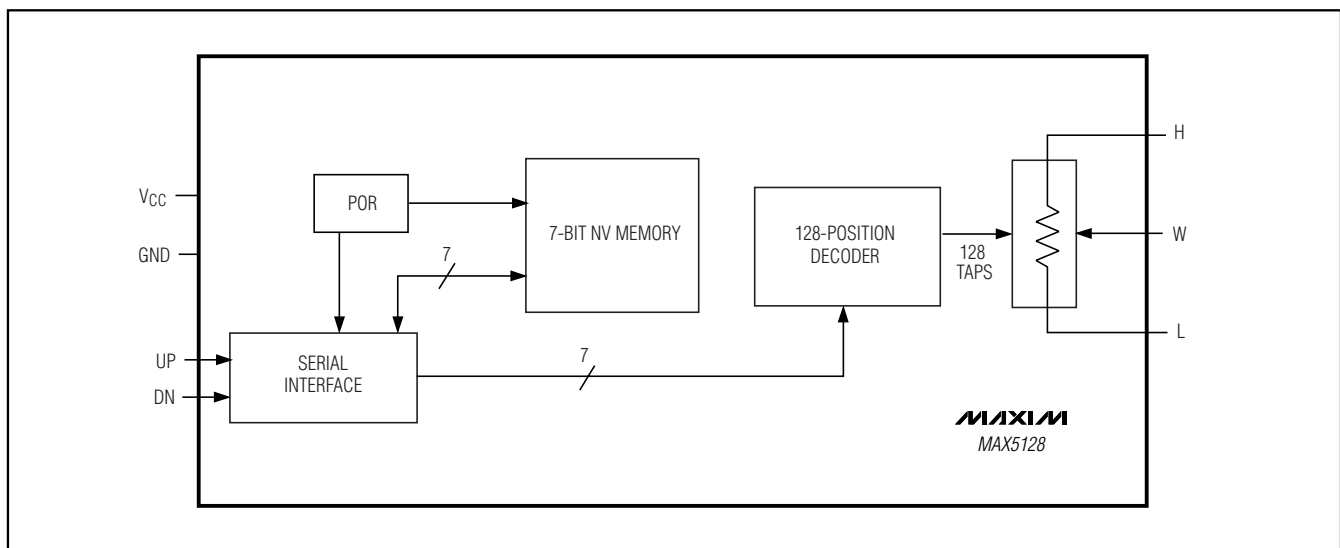 VCC
GND
UP
DN
POR
7-BIT NV MEMORY
7
SERIAL
INTERFACE
7
128-POSITION
DECODER
128
TAPS
H
W
L
MAXIM
MAX5128